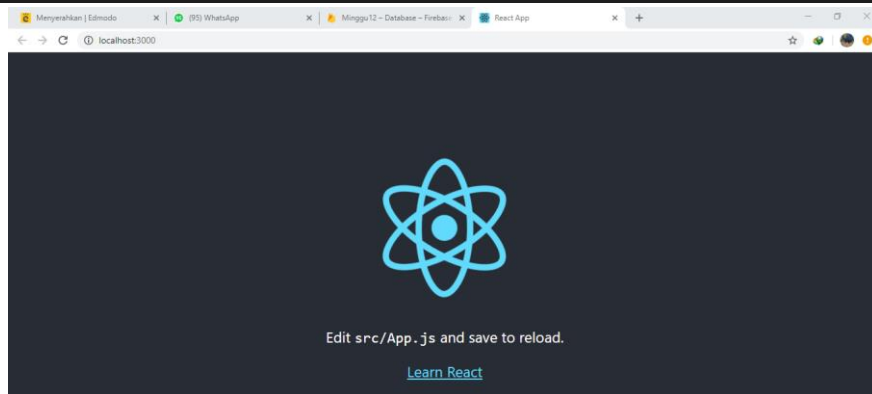 Menyerahkan | Edmodo
(95) WhatsApp
Minggu12 – Database – Firebase
React App
localhost:3000
Edit src/App.js and save to reload.
Learn React